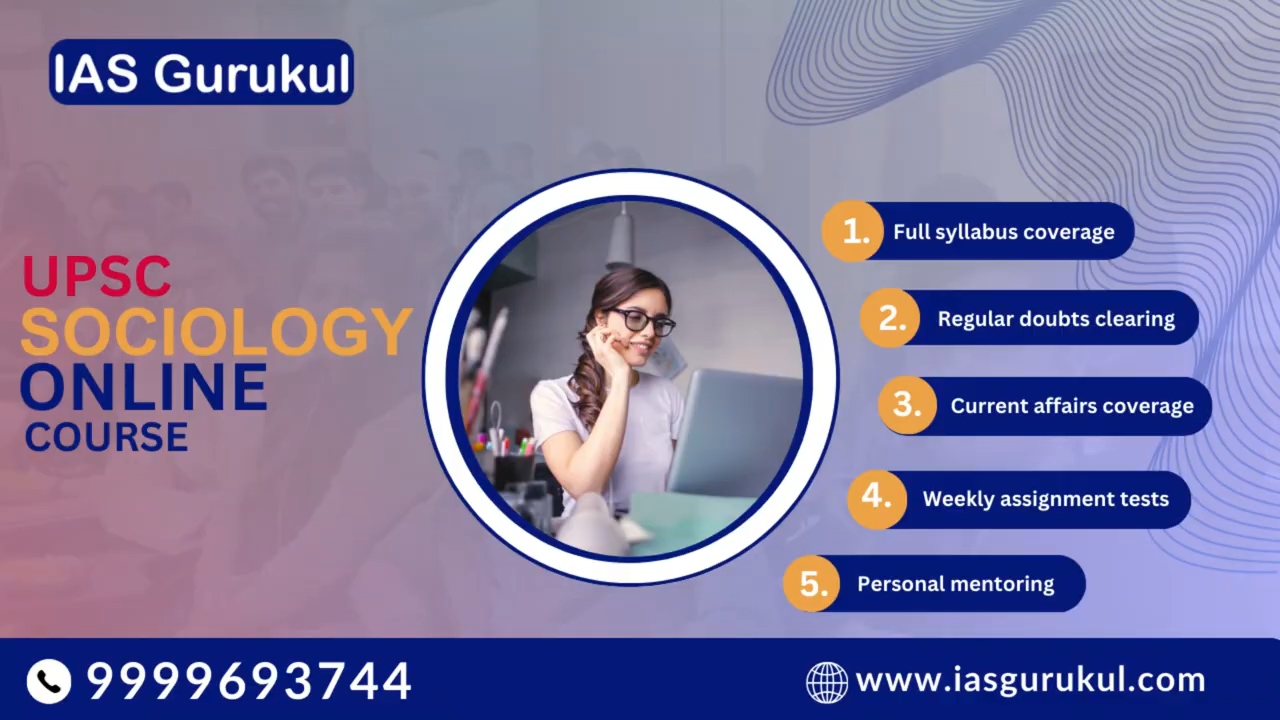 IAS Gurukul
UPSC
SOCIOLOGY
ONLINE
COURSE
1. Full syllabus coverage
2. Regular doubts clearing
3. Current affairs coverage
4. Weekly assignment tests
5. Personal mentoring
9999693744
www.iasgurukul.com